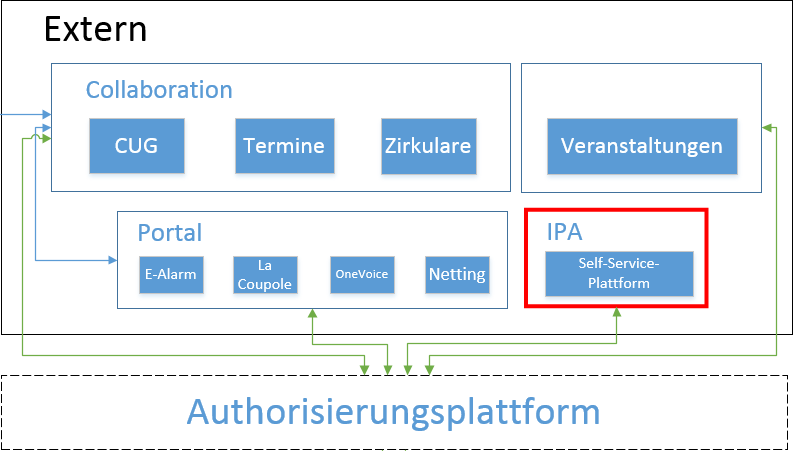 Extern
Collaboration
CUG
Termine
Zirkulare
Veranstaltungen
Portal
E-Alarm
La
Coupole
OneVoice
Netting
IPA
Self-Service-
Plattform
Authorisierungsplattform